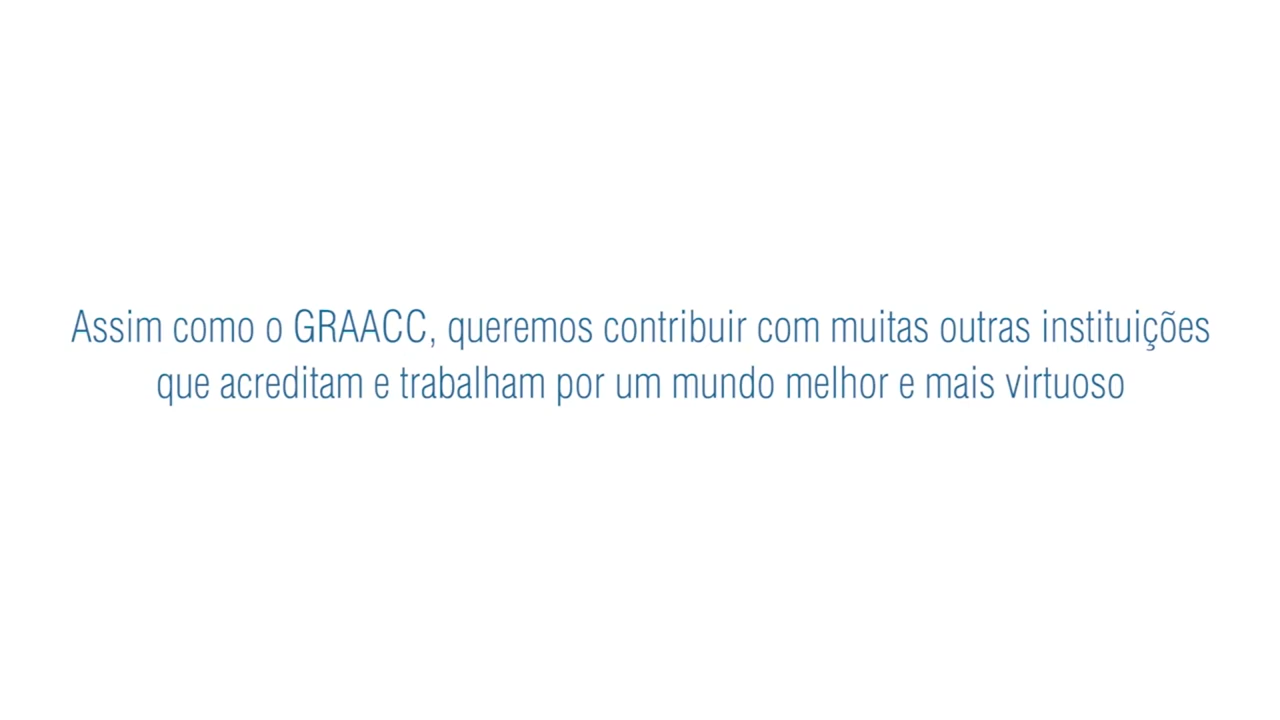 Assim como o GRAACC, queremos contribuir com muitas outras instituições
que acreditam e trabalham por um mundo melhor e mais virtuoso